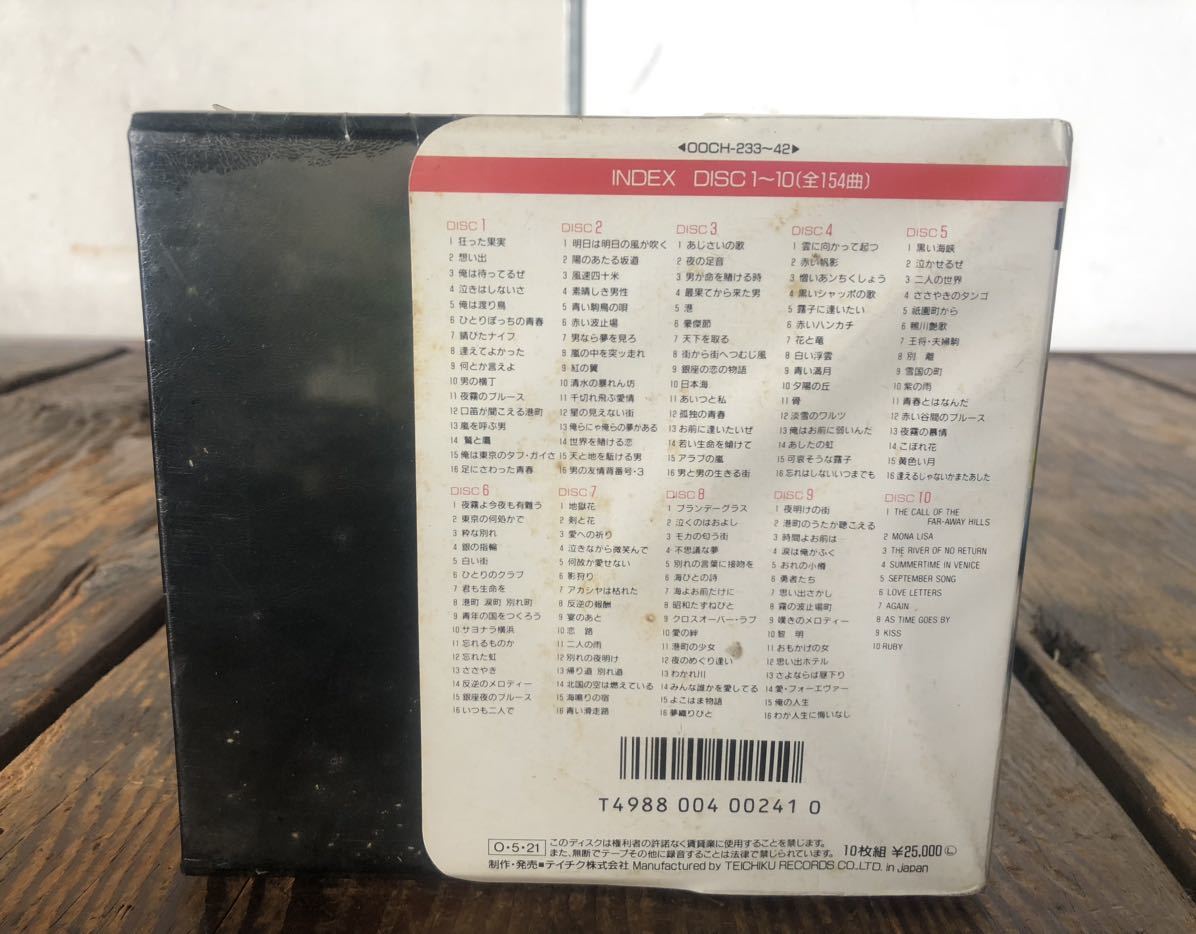 ◀OOCH-233~42▶
INDEX DISC 1~10(全154曲)
DISC 1
1 狂った果実
2 想い出
3 俺は待ってるぜ
4 泣きはしないさ
5 俺は渡り鳥
6 ひとりぼっちの青春
7 錆びたナイフ
8 逢えてよかった
9 何とか言えよ
10 男の横丁
11 夜霧のブルース
12 口笛が聞こえる港町
13 嵐を呼ぶ男
14 鷲と鷹
15 俺は東京のタフ・ガイさ
16 足にさわった青春
DISC 2
1 明日は明日の風が吹く
2 陽のあたる坂道
3 風速四十米
4 素晴しき男性
5 青い駒鳥の唄
6 赤い波止場
7 男なら夢を見ろ
8 嵐の中を突ッ走れ
9 紅の翼
10 清水の暴れん坊
11 千切れ飛ぶ愛情
12 星の見えない街
13 俺らにゃ俺らの夢がある
14 世界を賭ける恋
15 天と地を駈ける男
16 男の友情背番号・3
DISC 3
1 あじさいの歌
2 夜の足音
3 男が命を賭ける時
4 最果てから来た男
5 港
6 豪傑節
7 天下を取る
8 街から街へつむじ風
9 銀座の恋の物語
10 日本海
11 あいつと私
12 孤独の青春
13 お前に逢いたいぜ
14 若い生命を傾けて
15 アラブの嵐
16 男と男の生きる街
DISC 4
1 雲に向かって起つ
2 赤い帆影
3 憎いあンちくしょう
4 黒いシャッポの歌
5 霧子に逢いたい
6 赤いハンカチ
7 花と竜
8 白い浮雲
9 青い満月
10 夕陽の丘
11 骨
12 淡雪のワルツ
13 俺はお前に弱いんだ
14 あしたの虹
15 可哀そうな霧子
16 忘れはしないいつまでも
DISC 5
1 黒い海峡
2 泣かせるぜ
3 二人の世界
4 ささやきのタンゴ
5 祇園町から
6 鴨川艶歌
7 王将・夫婦駒
8 別 離
9 雪国の町
10 紫の雨
11 青春とはなんだ
12 赤い谷間のブルース
13 夜霧の慕情
14 こぼれ花
15 黄色い月
16 逢えるじゃないかまたあした
DISC 6
1 夜霧よ今夜も有難う
2 東京の何処かで
3 粋な別れ
4 銀の指輪
5 白い街
6 ひとりのクラブ
7 君も生命を
8 港町 涙町 別れ町
9 青年の国をつくろう
10 サヨナラ横浜
11 忘れるものか
12 忘れた虹
13 ささやき
14 反逆のメロディー
15 銀座夜のブルース
16 いつも二人で
DISC 7
1 地獄花
2 剣と花
3 愛への祈り
4 泣きながら微笑んで
5 何故か愛せない
6 影狩り
7 アカシヤは枯れた
8 反逆の報酬
9 宴のあと
10 恋 路
11 二人の雨
12 別れの夜明け
13 帰り道 別れ道
14 北国の空は燃えている
15 海鳴りの宿
16 青い滑走路
DISC 8
1 ブランデーグラス
2 泣くのはおよし
3 モカの匂う街
4 不思議な夢
5 別れの言葉に接吻を
6 海びとの詩
7 海よお前だけに
8 昭和たずねびと
9 クロスオーバー・ラブ
10 愛の絆
11 港町の少女
12 夜のめぐり逢い
13 わかれ川
14 みんな誰かを愛してる
15 よこはま物語
16 夢織りびと
DISC 9
1 夜明けの街
2 港町のうたか聴こえる
3 時間よお前は
4 涙は俺がふく
5 おれの小樽
6 勇者たち
7 思い出さかし
8 霧の波止場町
9 嘆きのメロディー
10 黎 明
11 おもかげの女
12 思い出ホテル
13 さよならは昼下り
14 愛・フォーエヴァー
15 俺の人生
16 わが人生に悔いなし
DISC 10
1 THE CALL OF THE
FAR-AWAY HILLS
2 MONA LISA
3 THE RIVER OF NO RETURN
4 SUMMERTIME IN VENICE
5 SEPTEMBER SONG
6 LOVE LETTERS
7 AGAIN
8 AS TIME GOES BY
9 KISS
10 RUBY
T4988 004 00241 0
O・5・21 このディスクは権利者の許諾なく賃貸業に使用することを禁じます。
また、無断でテープその他に録音することは法律で禁じられています。 10枚組 ¥25,000Ⓛ
制作・発売■テイチク株式会社 Manufactured by TEICHIKU RECORDS CO.,LTD. in Japan